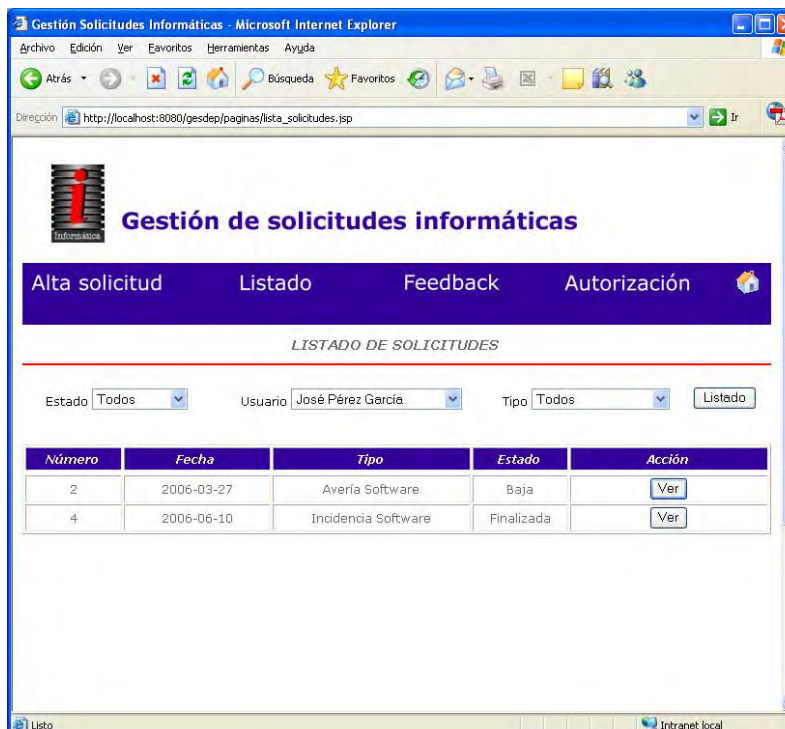 Gestión Solicitudes Informáticas - Microsoft Internet Explorer
Archivo Edición Ver Favoritos Herramientas Ayuda
Atrás Búsqueda Favoritos
Dirección http://localhost:8080/gesdep/paginas/lista_solicitudes.jsp Ir
i
Informática
Gestión de solicitudes informáticas
Alta solicitud Listado Feedback Autorización
LISTADO DE SOLICITUDES
Estado Todos Usuario José Pérez García Tipo Todos Listado
Número Fecha Tipo Estado Acción
2 2006-03-27 Avería Software Baja Ver
4 2006-06-10 Incidencia Software Finalizada Ver
Listo Intranet local